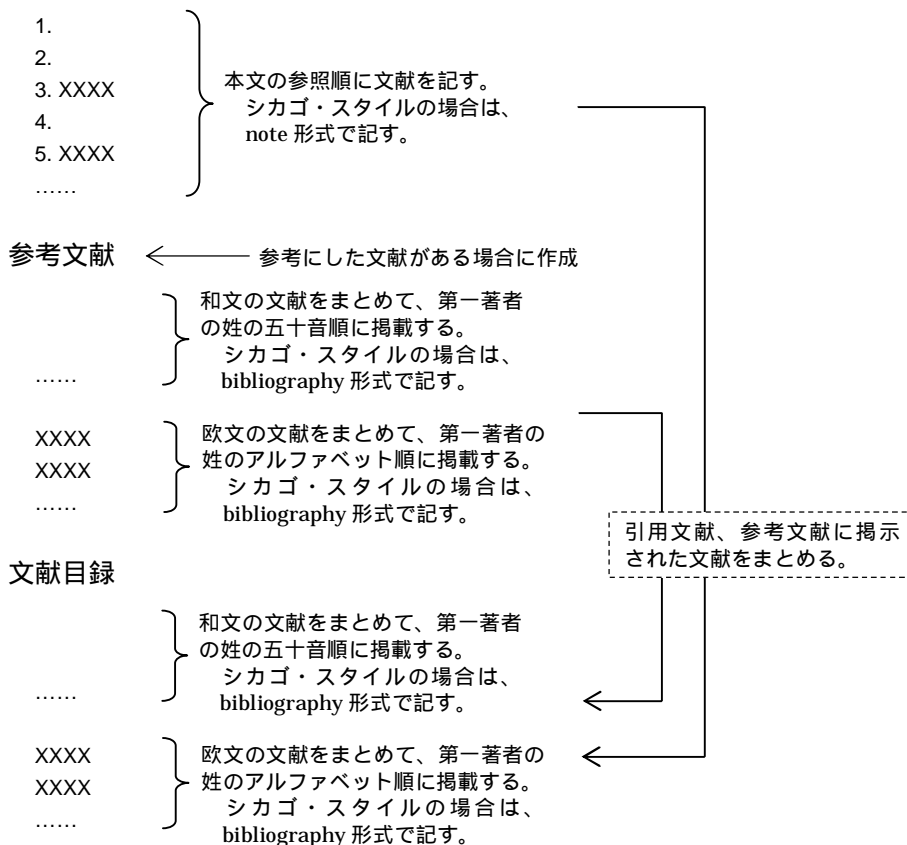 1.
2.
3. XXXX
4.
5. XXXX
……
本文の参照順に文献を記す。
シカゴ・スタイルの場合は、
note 形式で記す。
参考文献
参考にした文献がある場合に作成
和文の文献をまとめて、第一著者
の姓の五十音順に掲載する。
シカゴ・スタイルの場合は、
bibliography 形式で記す。
……
XXXX
XXXX
……
欧文の文献をまとめて、第一著者の
姓のアルファベット順に掲載する。
シカゴ・スタイルの場合は、
bibliography 形式で記す。
引用文献、参考文献に掲示
された文献をまとめる。
文献目録
和文の文献をまとめて、第一著者
の姓の五十音順に掲載する。
シカゴ・スタイルの場合は、
bibliography 形式で記す。
……
XXXX
XXXX
……
欧文の文献をまとめて、第一著者の
姓のアルファベット順に掲載する。
シカゴ・スタイルの場合は、
bibliography 形式で記す。